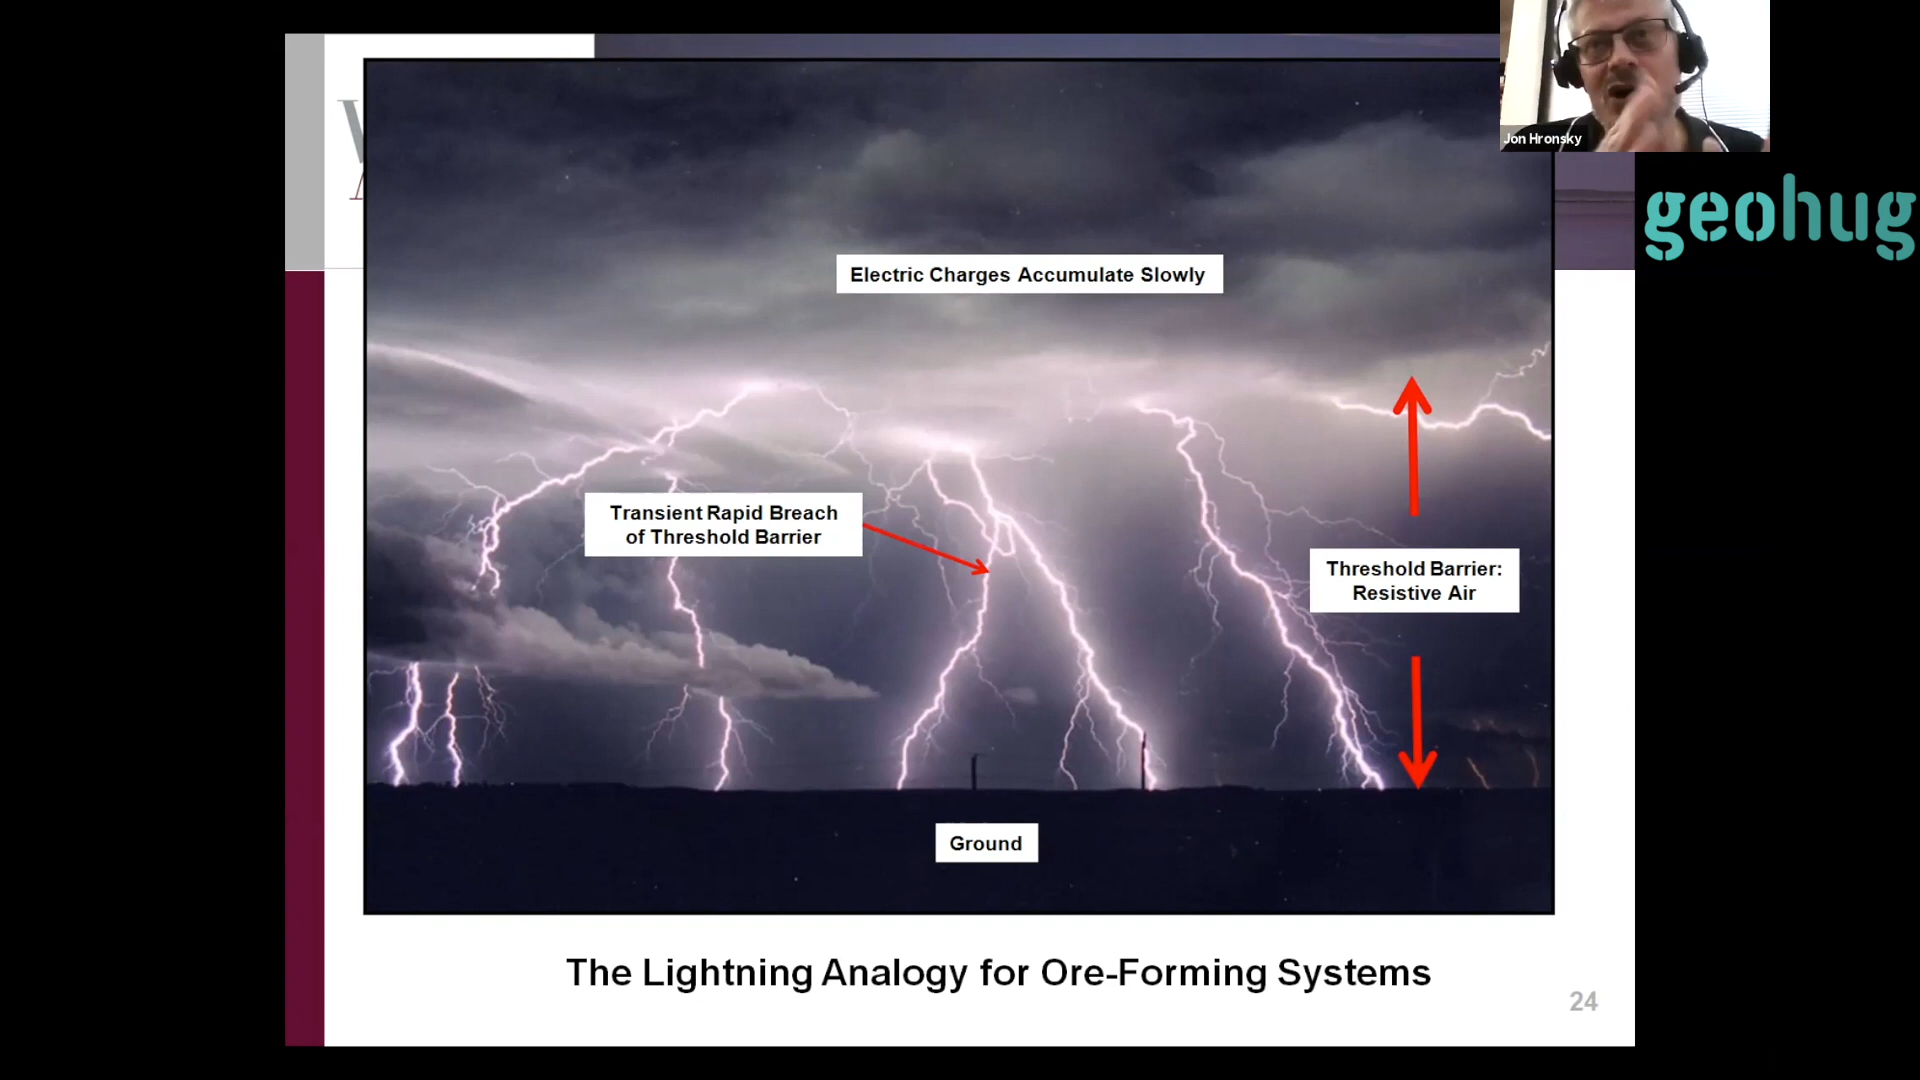 Jon Hronsky
geohug
Electric Charges Accumulate Slowly
Transient Rapid Breach
of Threshold Barrier
Threshold Barrier:
Resistive Air
Ground
The Lightning Analogy for Ore-Forming Systems
24